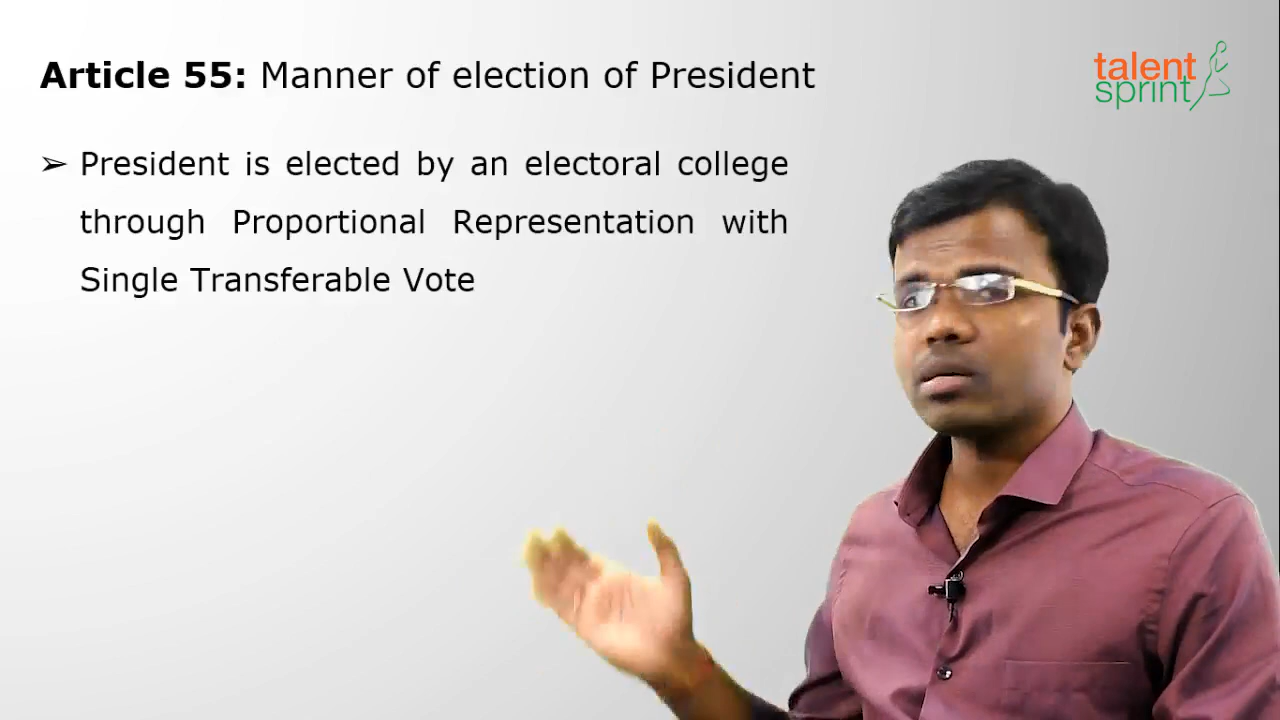 Article 55: Manner of election of President
talent
sprint
➢ President is elected by an electoral college
through Proportional Representation with
Single Transferable Vote